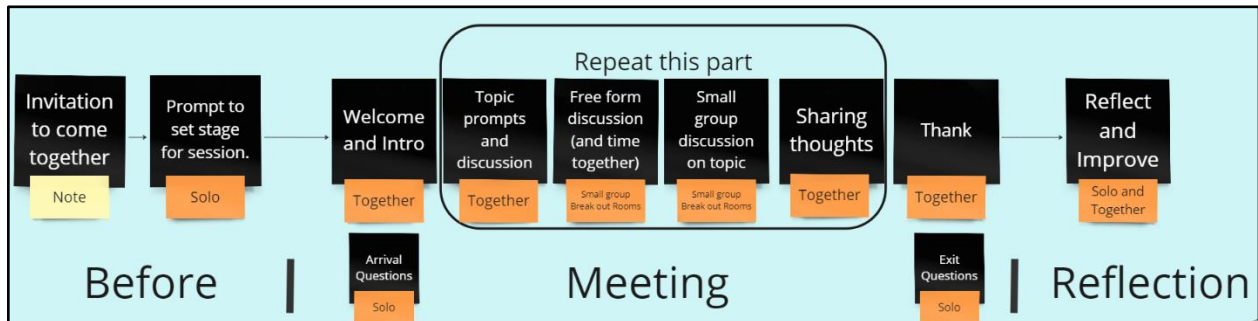 Repeat this part
Invitation
to come
together
Note
Prompt to
set stage
for session.
Solo
Welcome
and Intro
Together
Topic
prompts
and
discussion
Together
Free form
discussion
(and time
together)
Small group
Break out Rooms
Small
group
discussion
on topic
Small group
Break out Rooms
Sharing
thoughts
Together
Thank
Together
Reflect
and
Improve
Solo and
Together
Arrival
Questions
Solo
Exit
Questions
Solo
Before
Meeting
Reflection